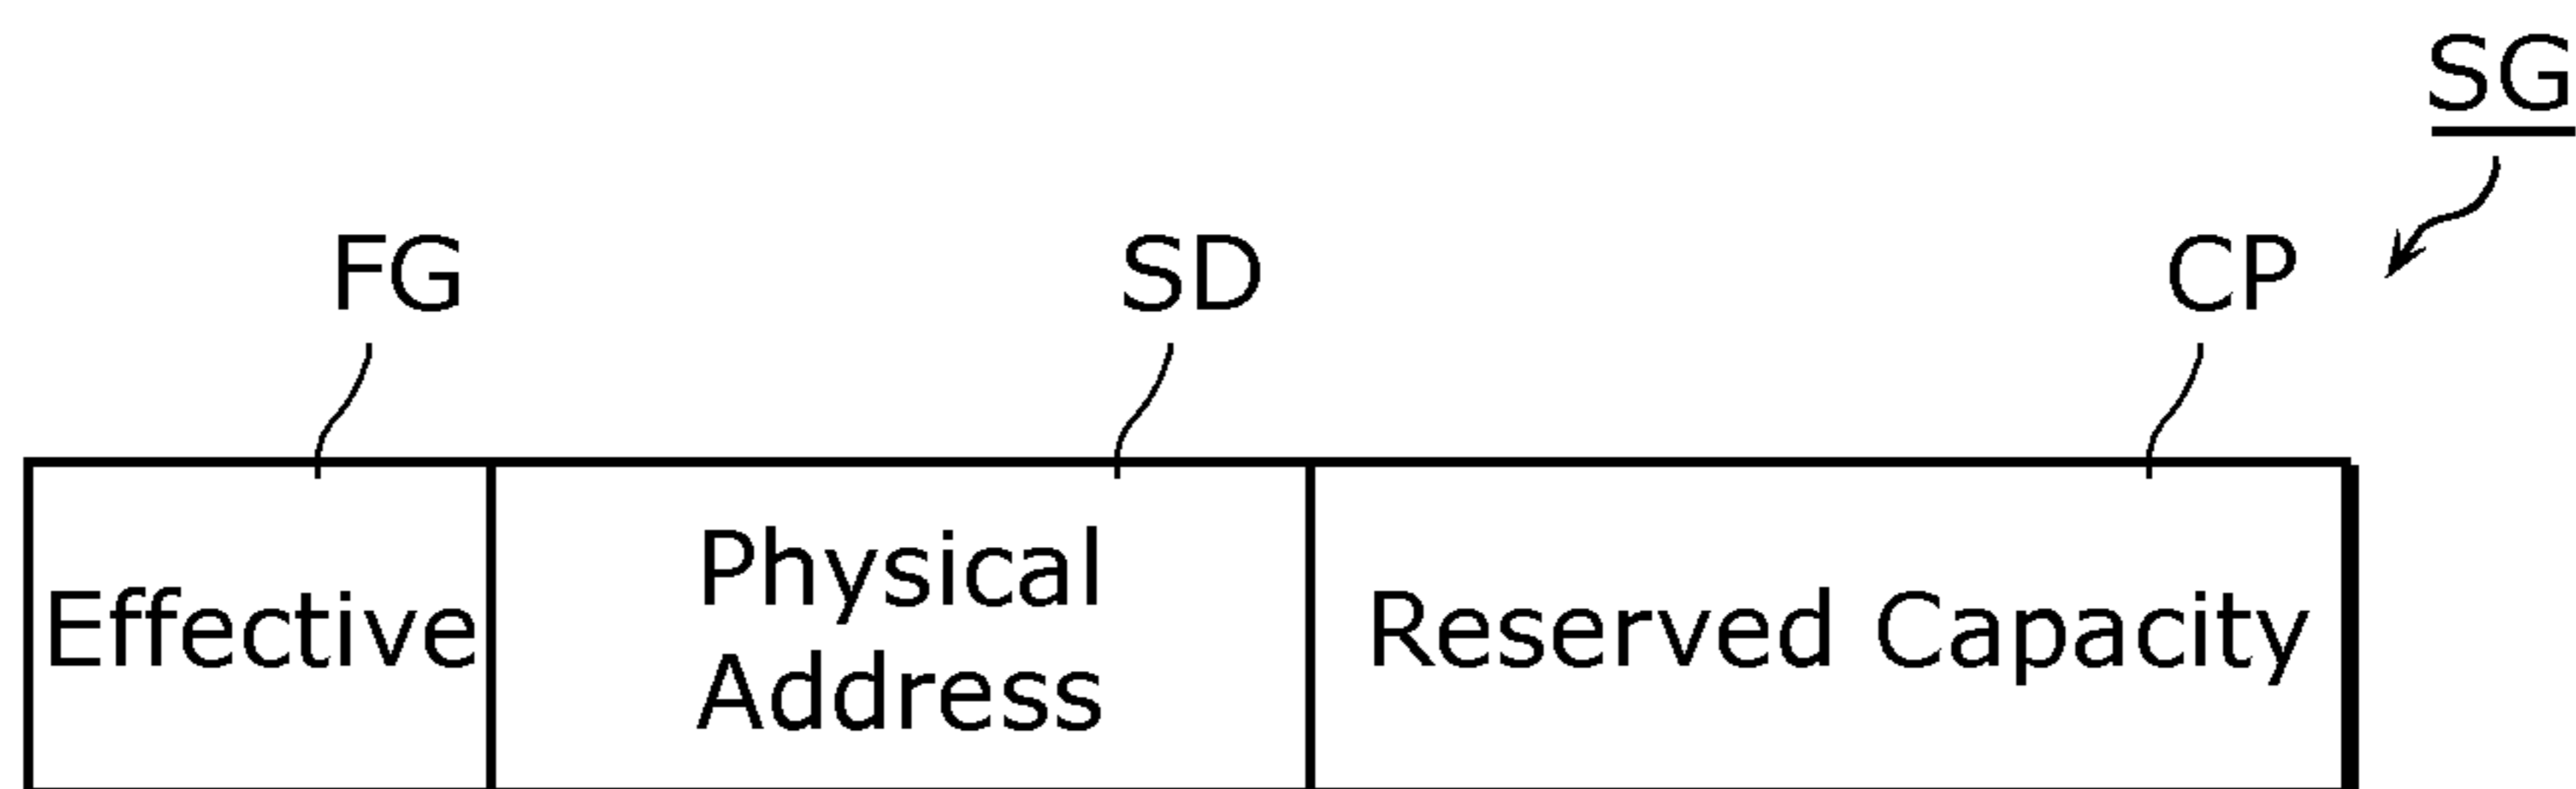 SG
FG
SD
CP
Effective
Physical
Address
Reserved Capacity